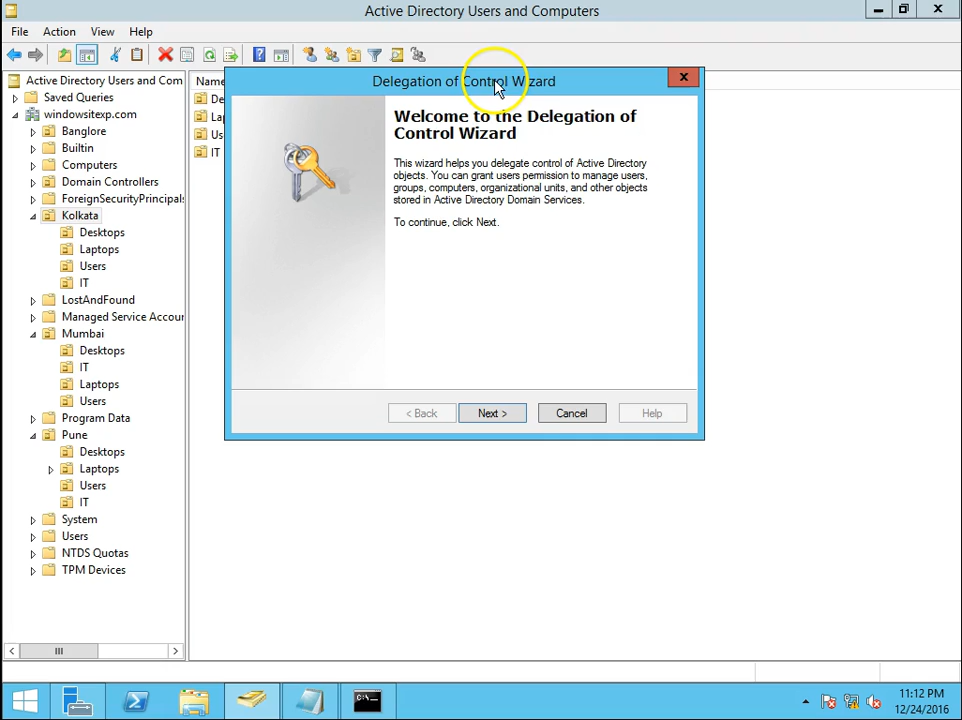 Active Directory Users and Computers
File Action View Help
Active Directory Users and Com
Saved Queries
windowsitexp.com
Banglore
Builtin
Computers
Domain Controllers
ForeignSecurityPrincipals
Kolkata
Desktops
Laptops
Users
IT
LostAndFound
Managed Service Accour
Mumbai
Desktops
IT
Laptops
Users
Program Data
Pune
Desktops
Laptops
Users
IT
System
Users
NTDS Quotas
TPM Devices
Name
De
La
Us
IT
Delegation of Control Wizard
Welcome to the Delegation of
Control Wizard
This wizard helps you delegate control of Active Directory
objects. You can grant users permission to manage users,
groups, computers, organizational units, and other objects
stored in Active Directory Domain Services.
To continue, click Next.
< Back Next > Cancel Help
11:12 PM
12/24/2016